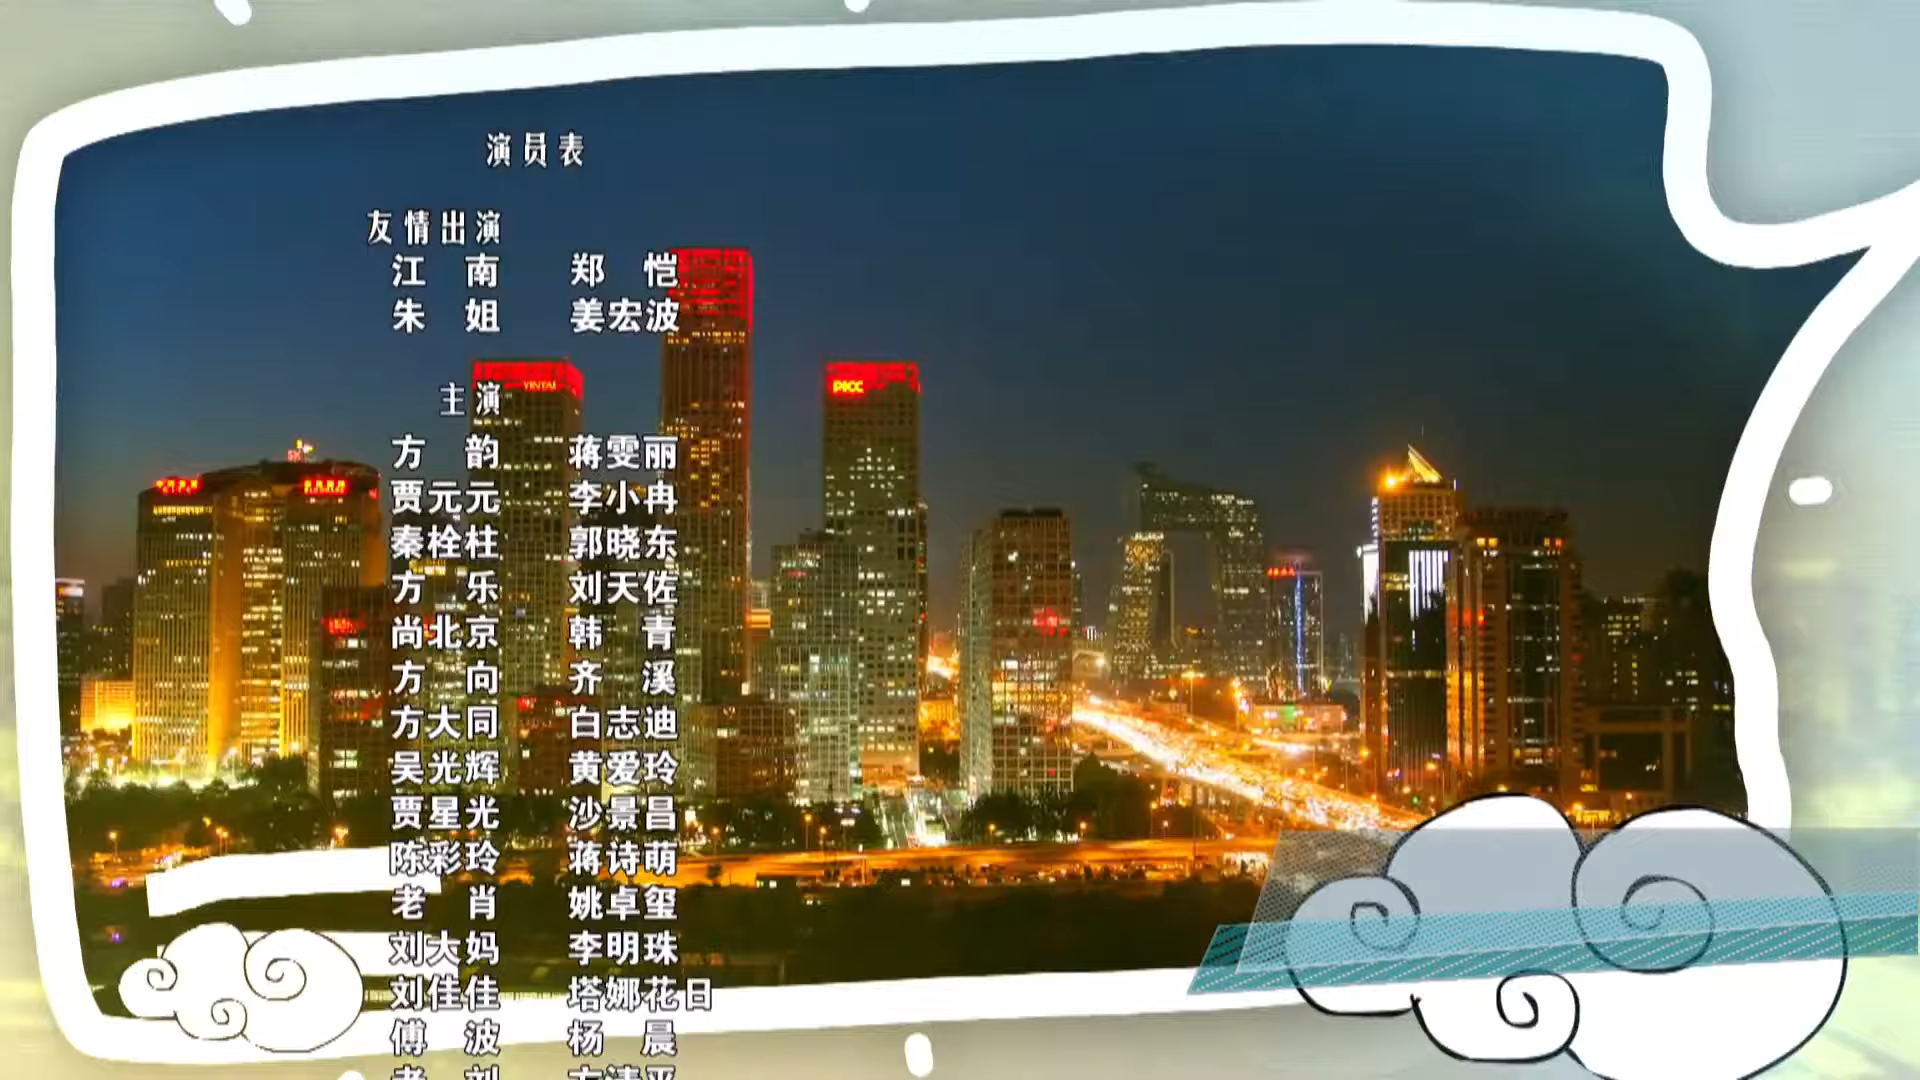 演员表
友情出演
江南 郑恺
朱姐 姜宏波
主演
YINTAI
PICC
方韵 蒋雯丽
贾元元 李小冉
秦栓柱 郭晓东
方乐 刘天佐
尚北京 韩青
方向 齐溪
方大同 白志迪
吴光辉 黄爱玲
贾星光 沙景昌
陈彩玲 蒋诗萌
老肖 姚卓玺
刘大妈 李明珠
刘佳佳 塔娜花日
傅波 杨晨